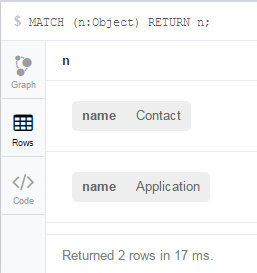 $ MATCH (n:Object) RETURN n;
Graph
n
name Contact
Rows
name Application
Code
Returned 2 rows in 17 ms.